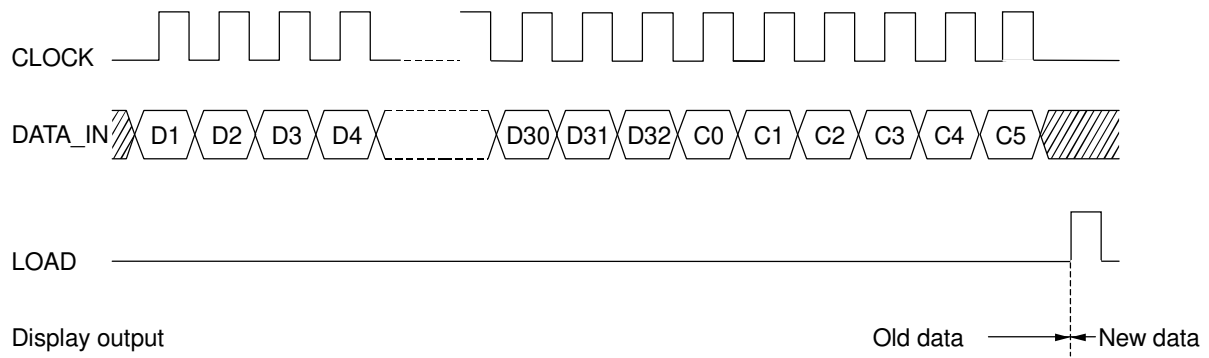 CLOCK
DATA_IN D1 D2 D3 D4 D30 D31 D32 C0 C1 C2 C3 C4 C5
LOAD
Display output Old data New data